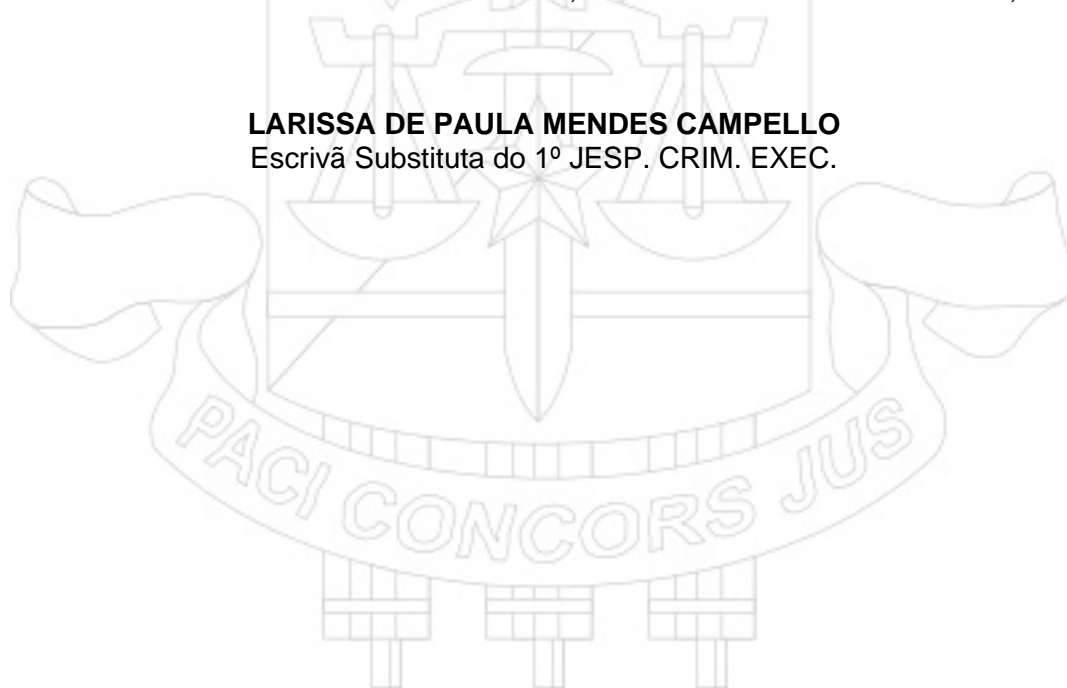 LARISSA DE PAULA MENDES CAMPELLO
Escrivã Substituta do 1º JESP. CRIM. EXEC.
PACI CONCORS JUS